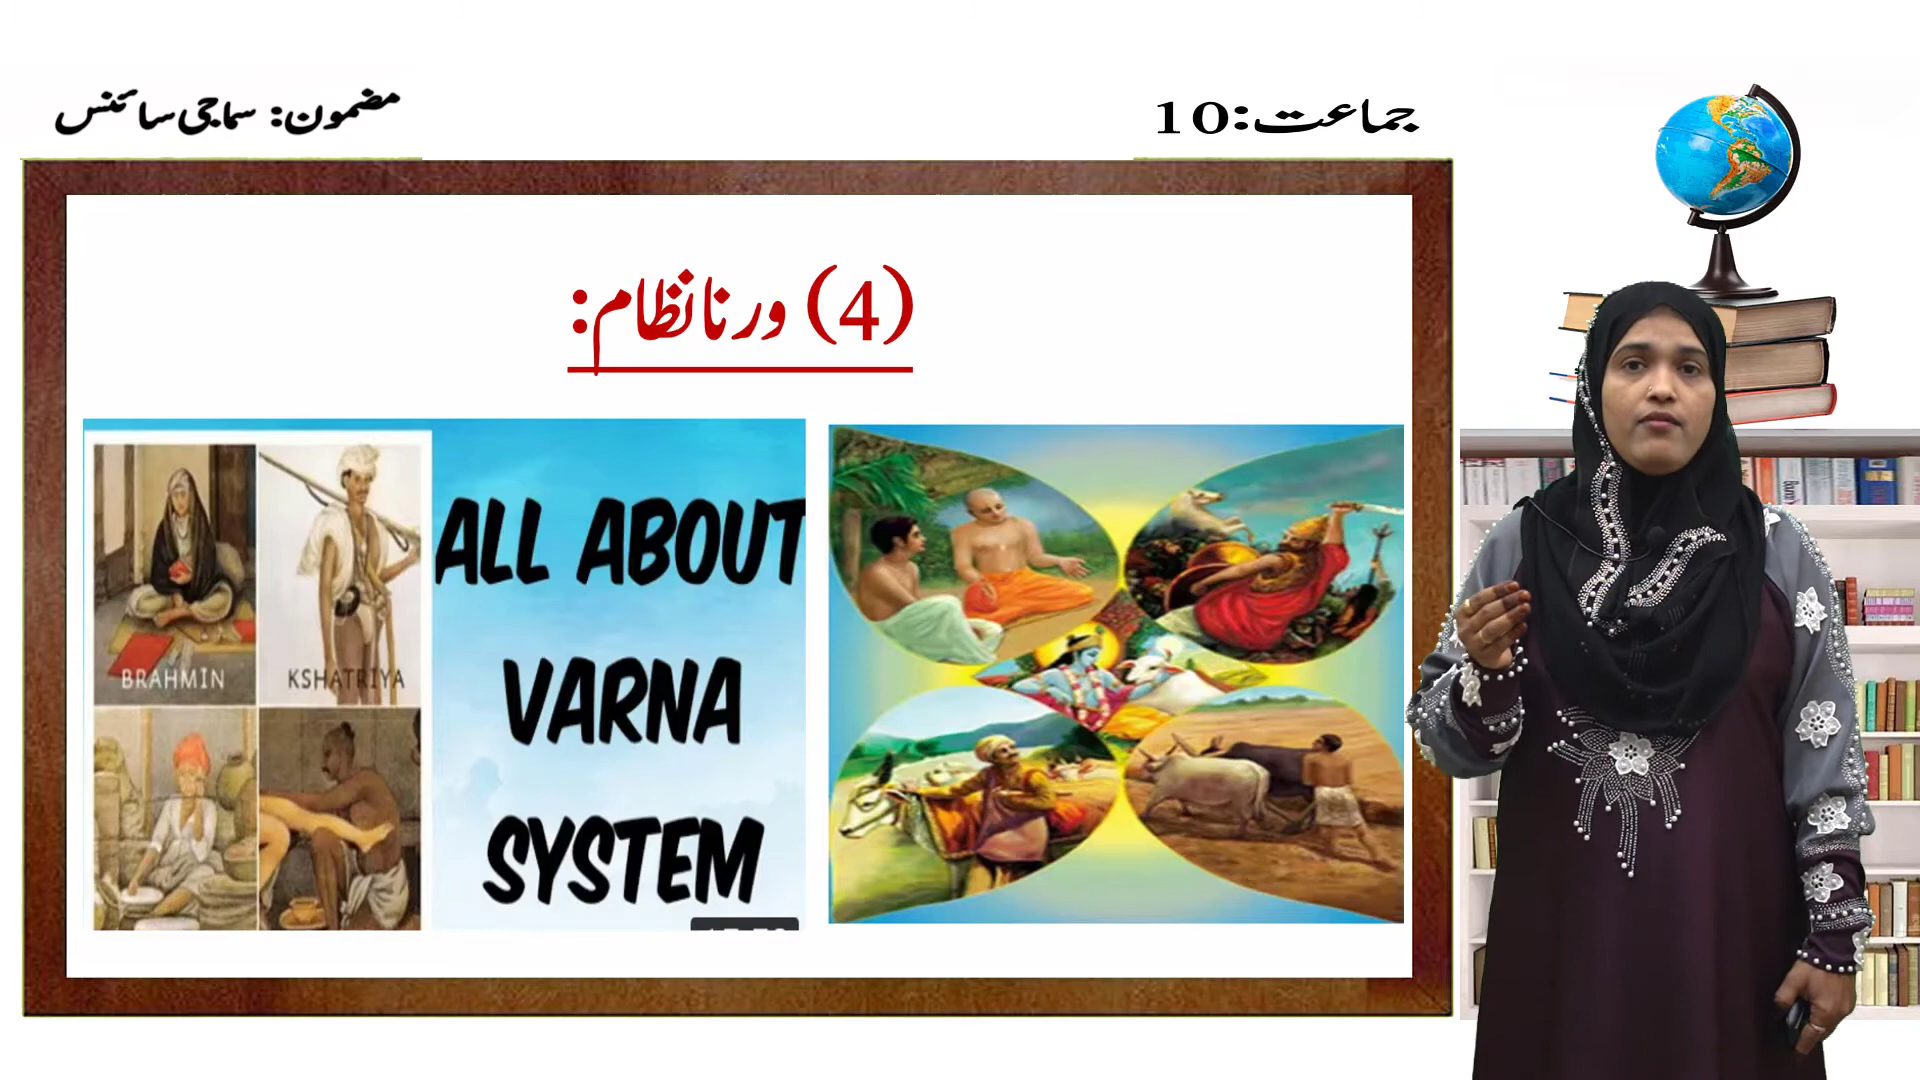 جماعت:10
مضمون: سماجی سائنس
(4) ورنا نظام:
ALL ABOUT
VARNA
SYSTEM
BRAHMIN
KSHATRIYA